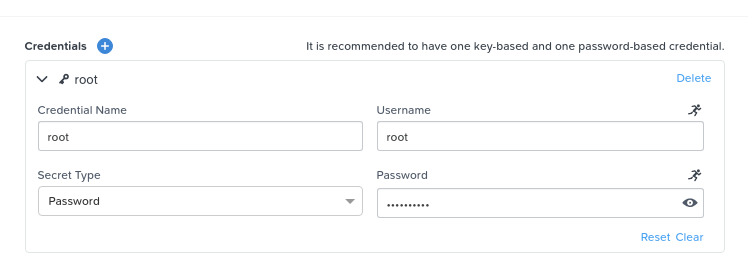 Credentials It is recommended to have one key-based and one password-based credential.
root Delete
Credential Name Username
root root
Secret Type Password
Password ••••••••••
Reset Clear